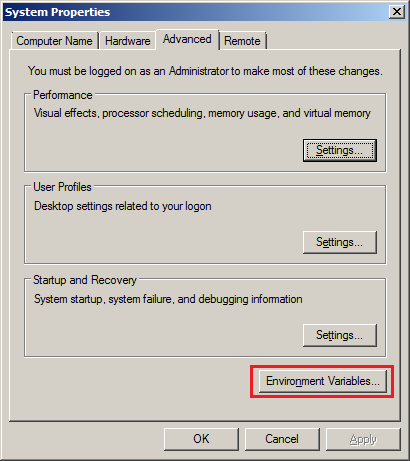 System Properties
Computer Name Hardware Advanced Remote
You must be logged on as an Administrator to make most of these changes.
Performance
Visual effects, processor scheduling, memory usage, and virtual memory
Settings...
User Profiles
Desktop settings related to your logon
Settings...
Startup and Recovery
System startup, system failure, and debugging information
Settings...
Environment Variables...
OK Cancel Apply